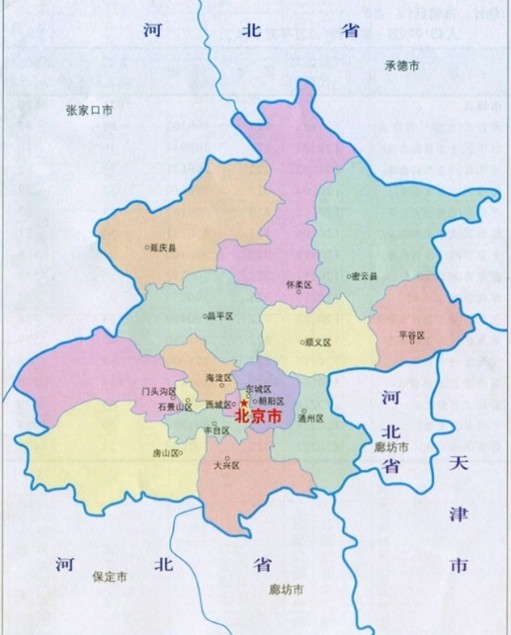 河 北 省
承德市
张家口市
延庆县
密云县
怀柔区
昌平区
顺义区
平谷区
海淀区
门头沟区
东城区
石景山区
西城区
朝阳区
北京市
通州区
丰台区
房山区
大兴区
河北省
廊坊市
天津市
河 北 省
保定市
廊坊市